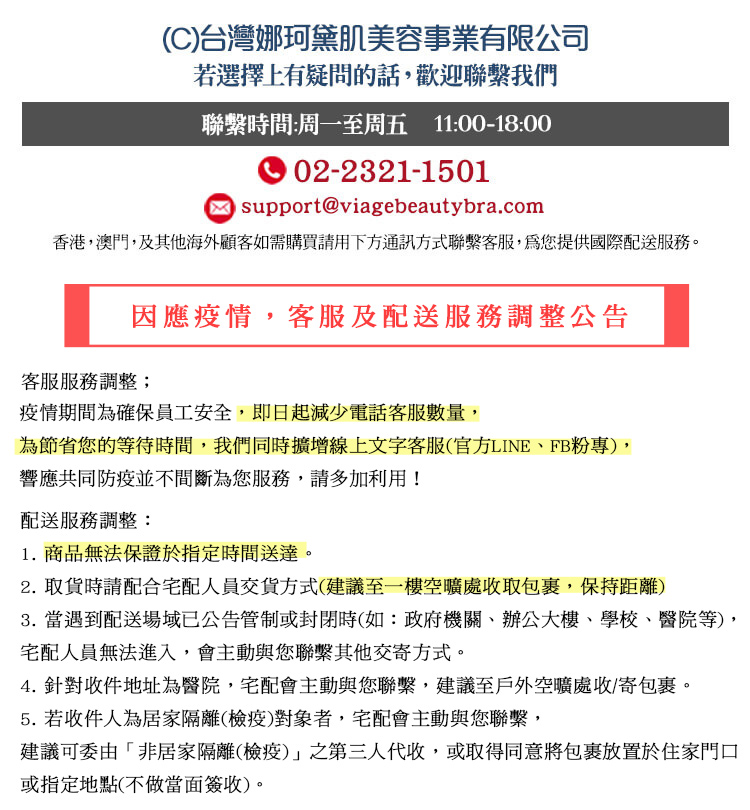 (C)台灣娜珂黛肌美容事業有限公司
若選擇上有疑問的話，歡迎聯繫我們
聯繫時間:周一至周五 11:00-18:00
02-2321-1501
support@viagebeautybra.com
香港，澳門，及其他海外顧客如需購買請用下方通訊方式聯繫客服，為您提供國際配送服務。
因應疫情，客服及配送服務調整公告
客服服務調整；
疫情期間為確保員工安全，即日起減少電話客服數量，
為節省您的等待時間，我們同時擴增線上文字客服(官方LINE、FB粉專)，
響應共同防疫並不間斷為您服務，請多加利用！
配送服務調整：
1. 商品無法保證於指定時間送達。
2. 取貨時請配合宅配人員交貨方式(建議至一樓空曠處收取包裹，保持距離)
3. 當遇到配送場域已公告管制或封閉時(如：政府機關、辦公大樓、學校、醫院等)，
宅配人員無法進入，會主動與您聯繫其他交寄方式。
4. 針對收件地址為醫院，宅配會主動與您聯繫，建議至戶外空曠處收/寄包裹。
5. 若收件人為居家隔離(檢疫)對象者，宅配會主動與您聯繫，
建議可委由「非居家隔離(檢疫)」之第三人代收，或取得同意將包裹放置於住家門口
或指定地點(不做當面簽收)。